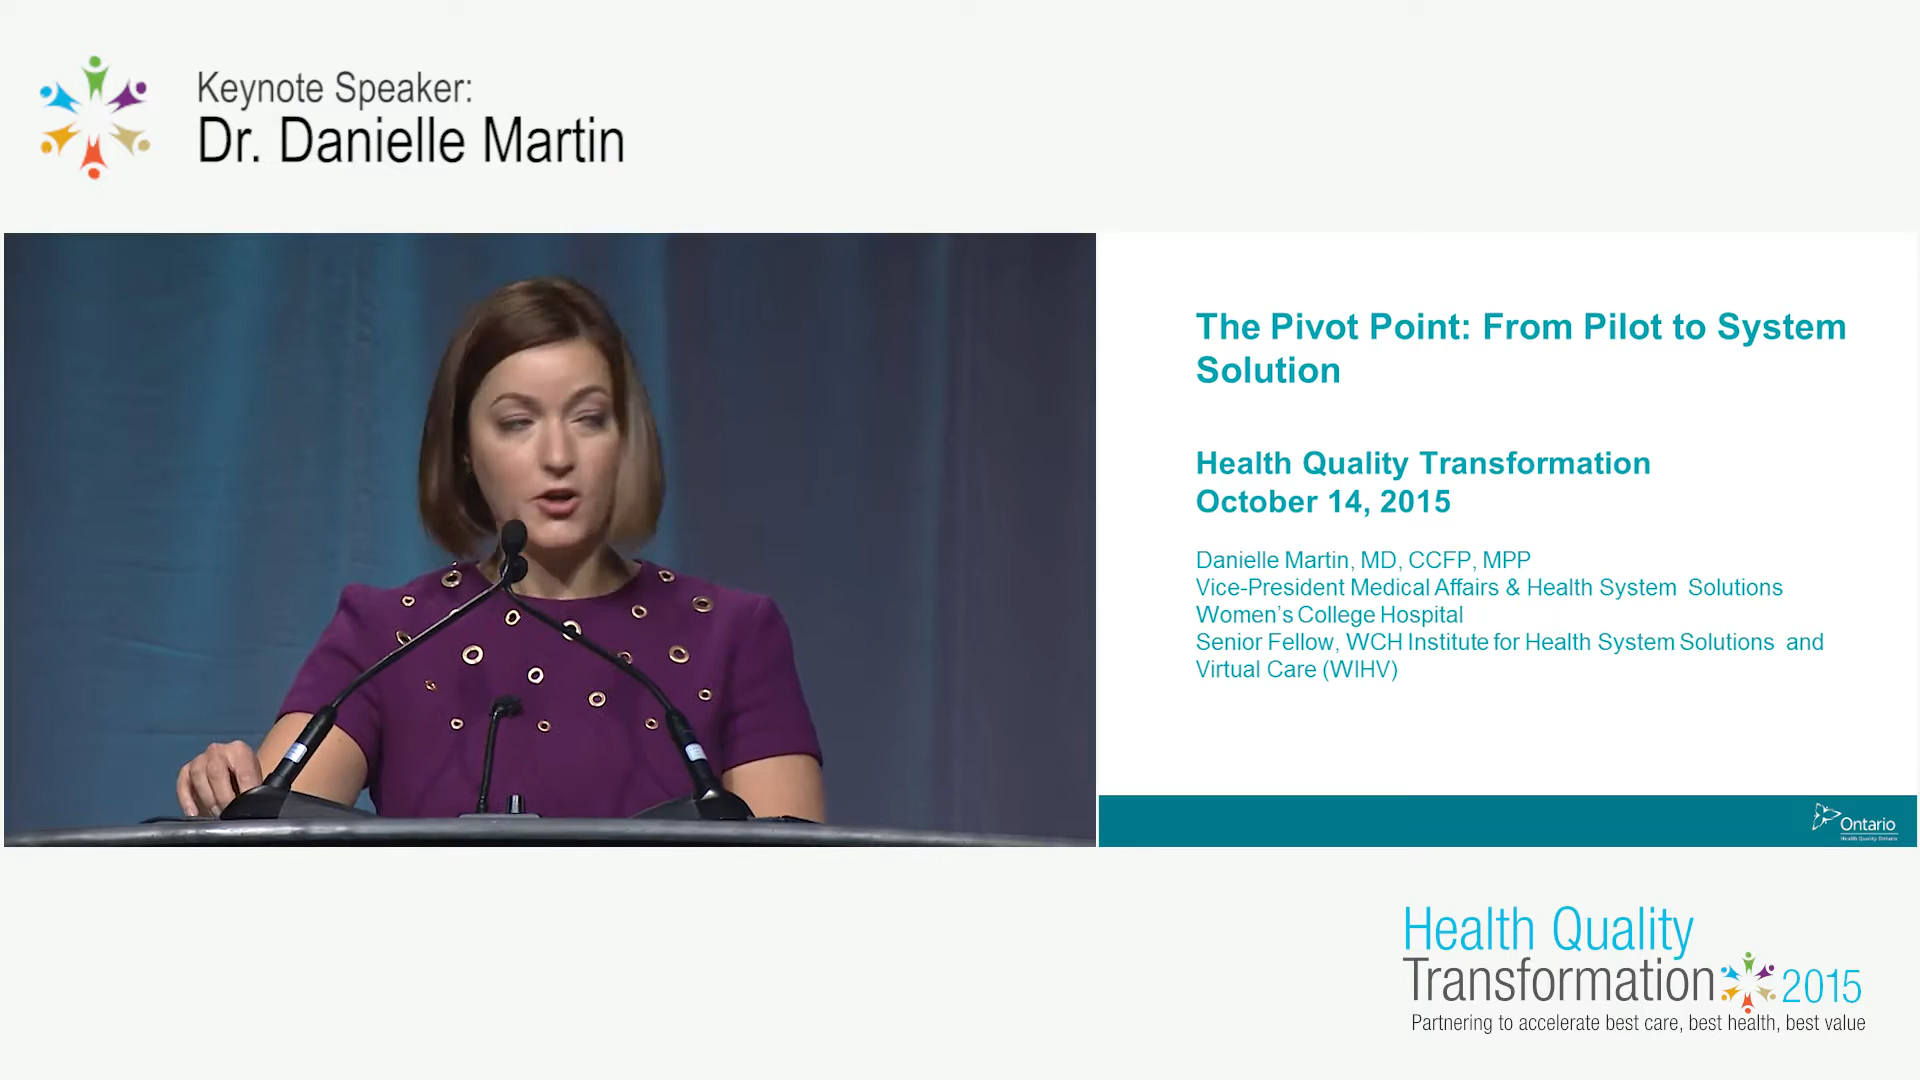 Keynote Speaker:
Dr. Danielle Martin
The Pivot Point: From Pilot to System
Solution
Health Quality Transformation
October 14, 2015
Danielle Martin, MD, CCFP, MPP
Vice-President Medical Affairs & Health System Solutions
Women's College Hospital
Senior Fellow, WCH Institute for Health System Solutions and
Virtual Care (WIHV)
Ontario
Health Quality Ontario
Health Quality
Transformation 2015
Partnering to accelerate best care, best health, best value